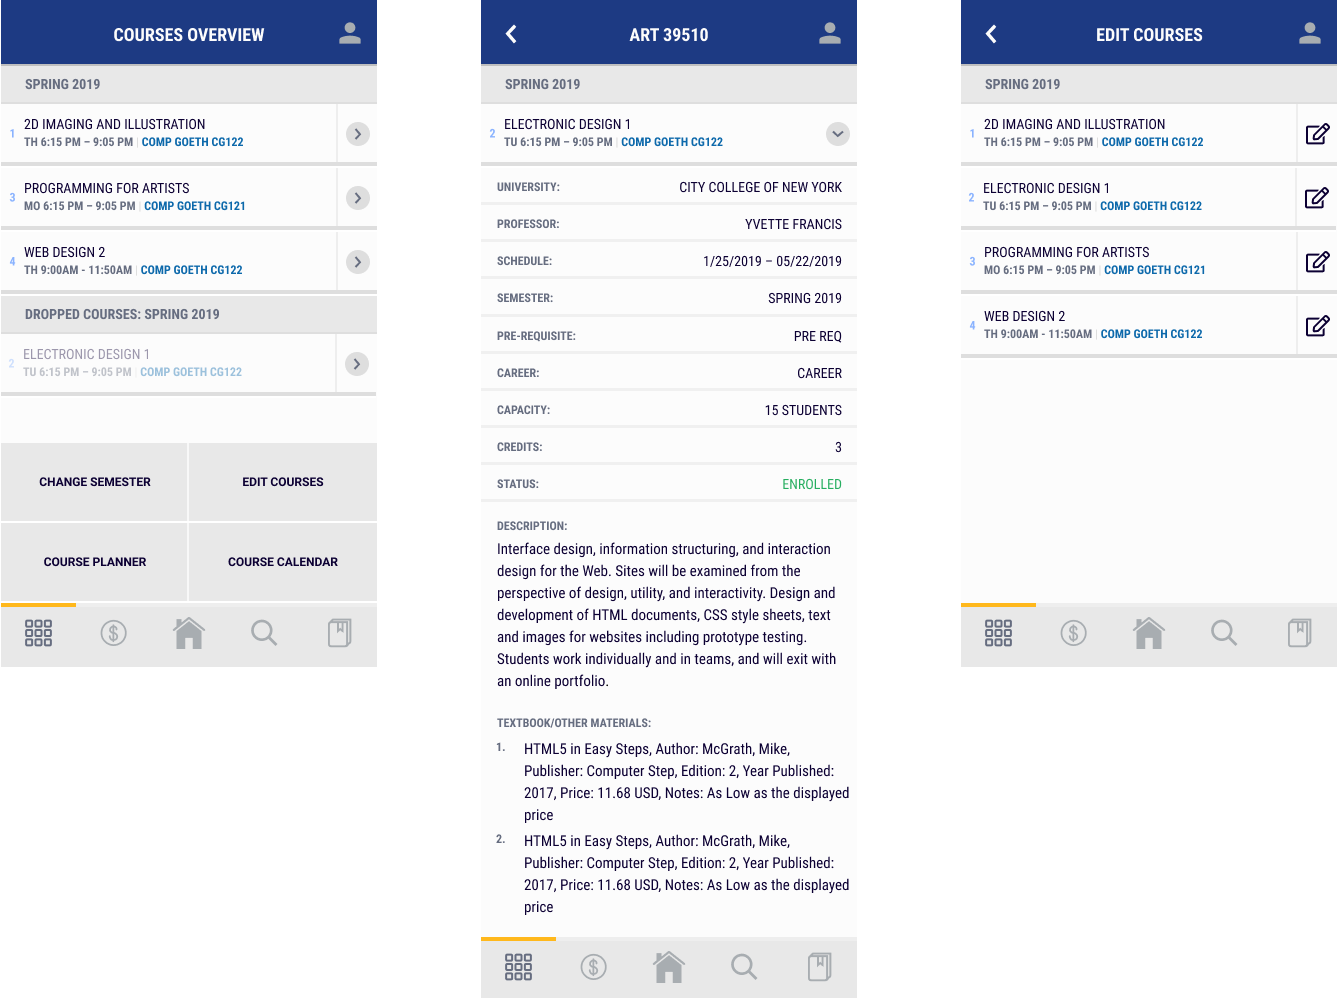 COURSES OVERVIEW
SPRING 2019
1
2D IMAGING AND ILLUSTRATION
TH 6:15 PM – 9:05 PM | COMP GOETH CG122
3
PROGRAMMING FOR ARTISTS
MO 6:15 PM – 9:05 PM | COMP GOETH CG121
4
WEB DESIGN 2
TH 9:00AM - 11:50AM | COMP GOETH CG122
DROPPED COURSES: SPRING 2019
2
ELECTRONIC DESIGN 1
TU 6:15 PM – 9:05 PM | COMP GOETH CG122
CHANGE SEMESTER
EDIT COURSES
COURSE PLANNER
COURSE CALENDAR
ART 39510
SPRING 2019
2
ELECTRONIC DESIGN 1
TU 6:15 PM – 9:05 PM | COMP GOETH CG122
UNIVERSITY: CITY COLLEGE OF NEW YORK
PROFESSOR: YVETTE FRANCIS
SCHEDULE: 1/25/2019 – 05/22/2019
SEMESTER: SPRING 2019
PRE-REQUISITE: PRE REQ
CAREER: CAREER
CAPACITY: 15 STUDENTS
CREDITS: 3
STATUS: ENROLLED
DESCRIPTION:
Interface design, information structuring, and interaction
design for the Web. Sites will be examined from the
perspective of design, utility, and interactivity. Design and
development of HTML documents, CSS style sheets, text
and images for websites including prototype testing.
Students work individually and in teams, and will exit with
an online portfolio.
TEXTBOOK/OTHER MATERIALS:
1. HTML5 in Easy Steps, Author: McGrath, Mike,
Publisher: Computer Step, Edition: 2, Year Published:
2017, Price: 11.68 USD, Notes: As Low as the displayed
price
2. HTML5 in Easy Steps, Author: McGrath, Mike,
Publisher: Computer Step, Edition: 2, Year Published:
2017, Price: 11.68 USD, Notes: As Low as the displayed
price
EDIT COURSES
SPRING 2019
1
2D IMAGING AND ILLUSTRATION
TH 6:15 PM – 9:05 PM | COMP GOETH CG122
2
ELECTRONIC DESIGN 1
TU 6:15 PM – 9:05 PM | COMP GOETH CG122
3
PROGRAMMING FOR ARTISTS
MO 6:15 PM – 9:05 PM | COMP GOETH CG121
4
WEB DESIGN 2
TH 9:00AM - 11:50AM | COMP GOETH CG122